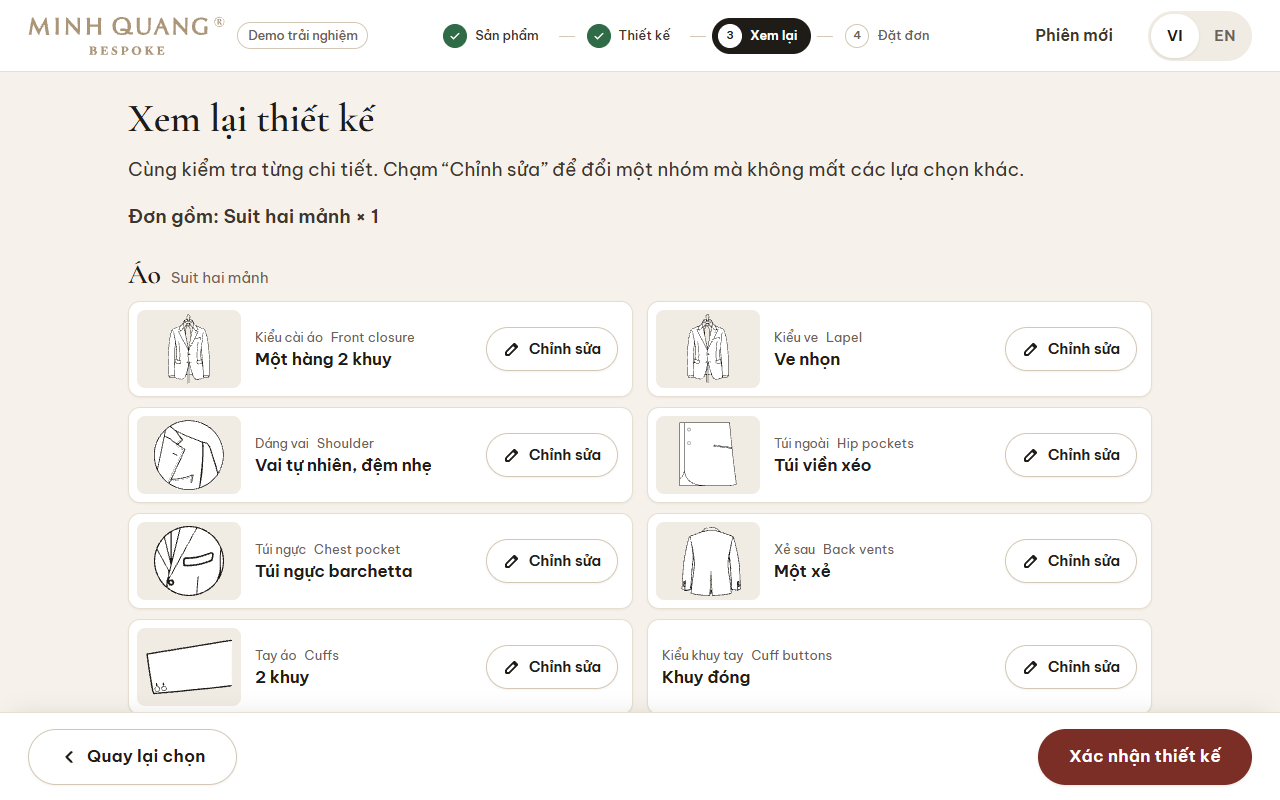 MINH QUANG®
BESPOKE
Demo trải nghiệm
Sản phẩm
Thiết kế
3 Xem lại
4 Đặt đơn
Phiên mới
VI
EN
Xem lại thiết kế
Cùng kiểm tra từng chi tiết. Chạm “Chỉnh sửa” để đổi một nhóm mà không mất các lựa chọn khác.
Đơn gồm: Suit hai mảnh × 1
Áo Suit hai mảnh
Kiểu cài áo Front closure
Một hàng 2 khuy
Chỉnh sửa
Kiểu ve Lapel
Ve nhọn
Chỉnh sửa
Dáng vai Shoulder
Vai tự nhiên, đệm nhẹ
Chỉnh sửa
Túi ngoài Hip pockets
Túi viền xéo
Chỉnh sửa
Túi ngực Chest pocket
Túi ngực barchetta
Chỉnh sửa
Xẻ sau Back vents
Một xẻ
Chỉnh sửa
Tay áo Cuffs
2 khuy
Chỉnh sửa
Kiểu khuy tay Cuff buttons
Khuy đóng
Chỉnh sửa
Quay lại chọn
Xác nhận thiết kế